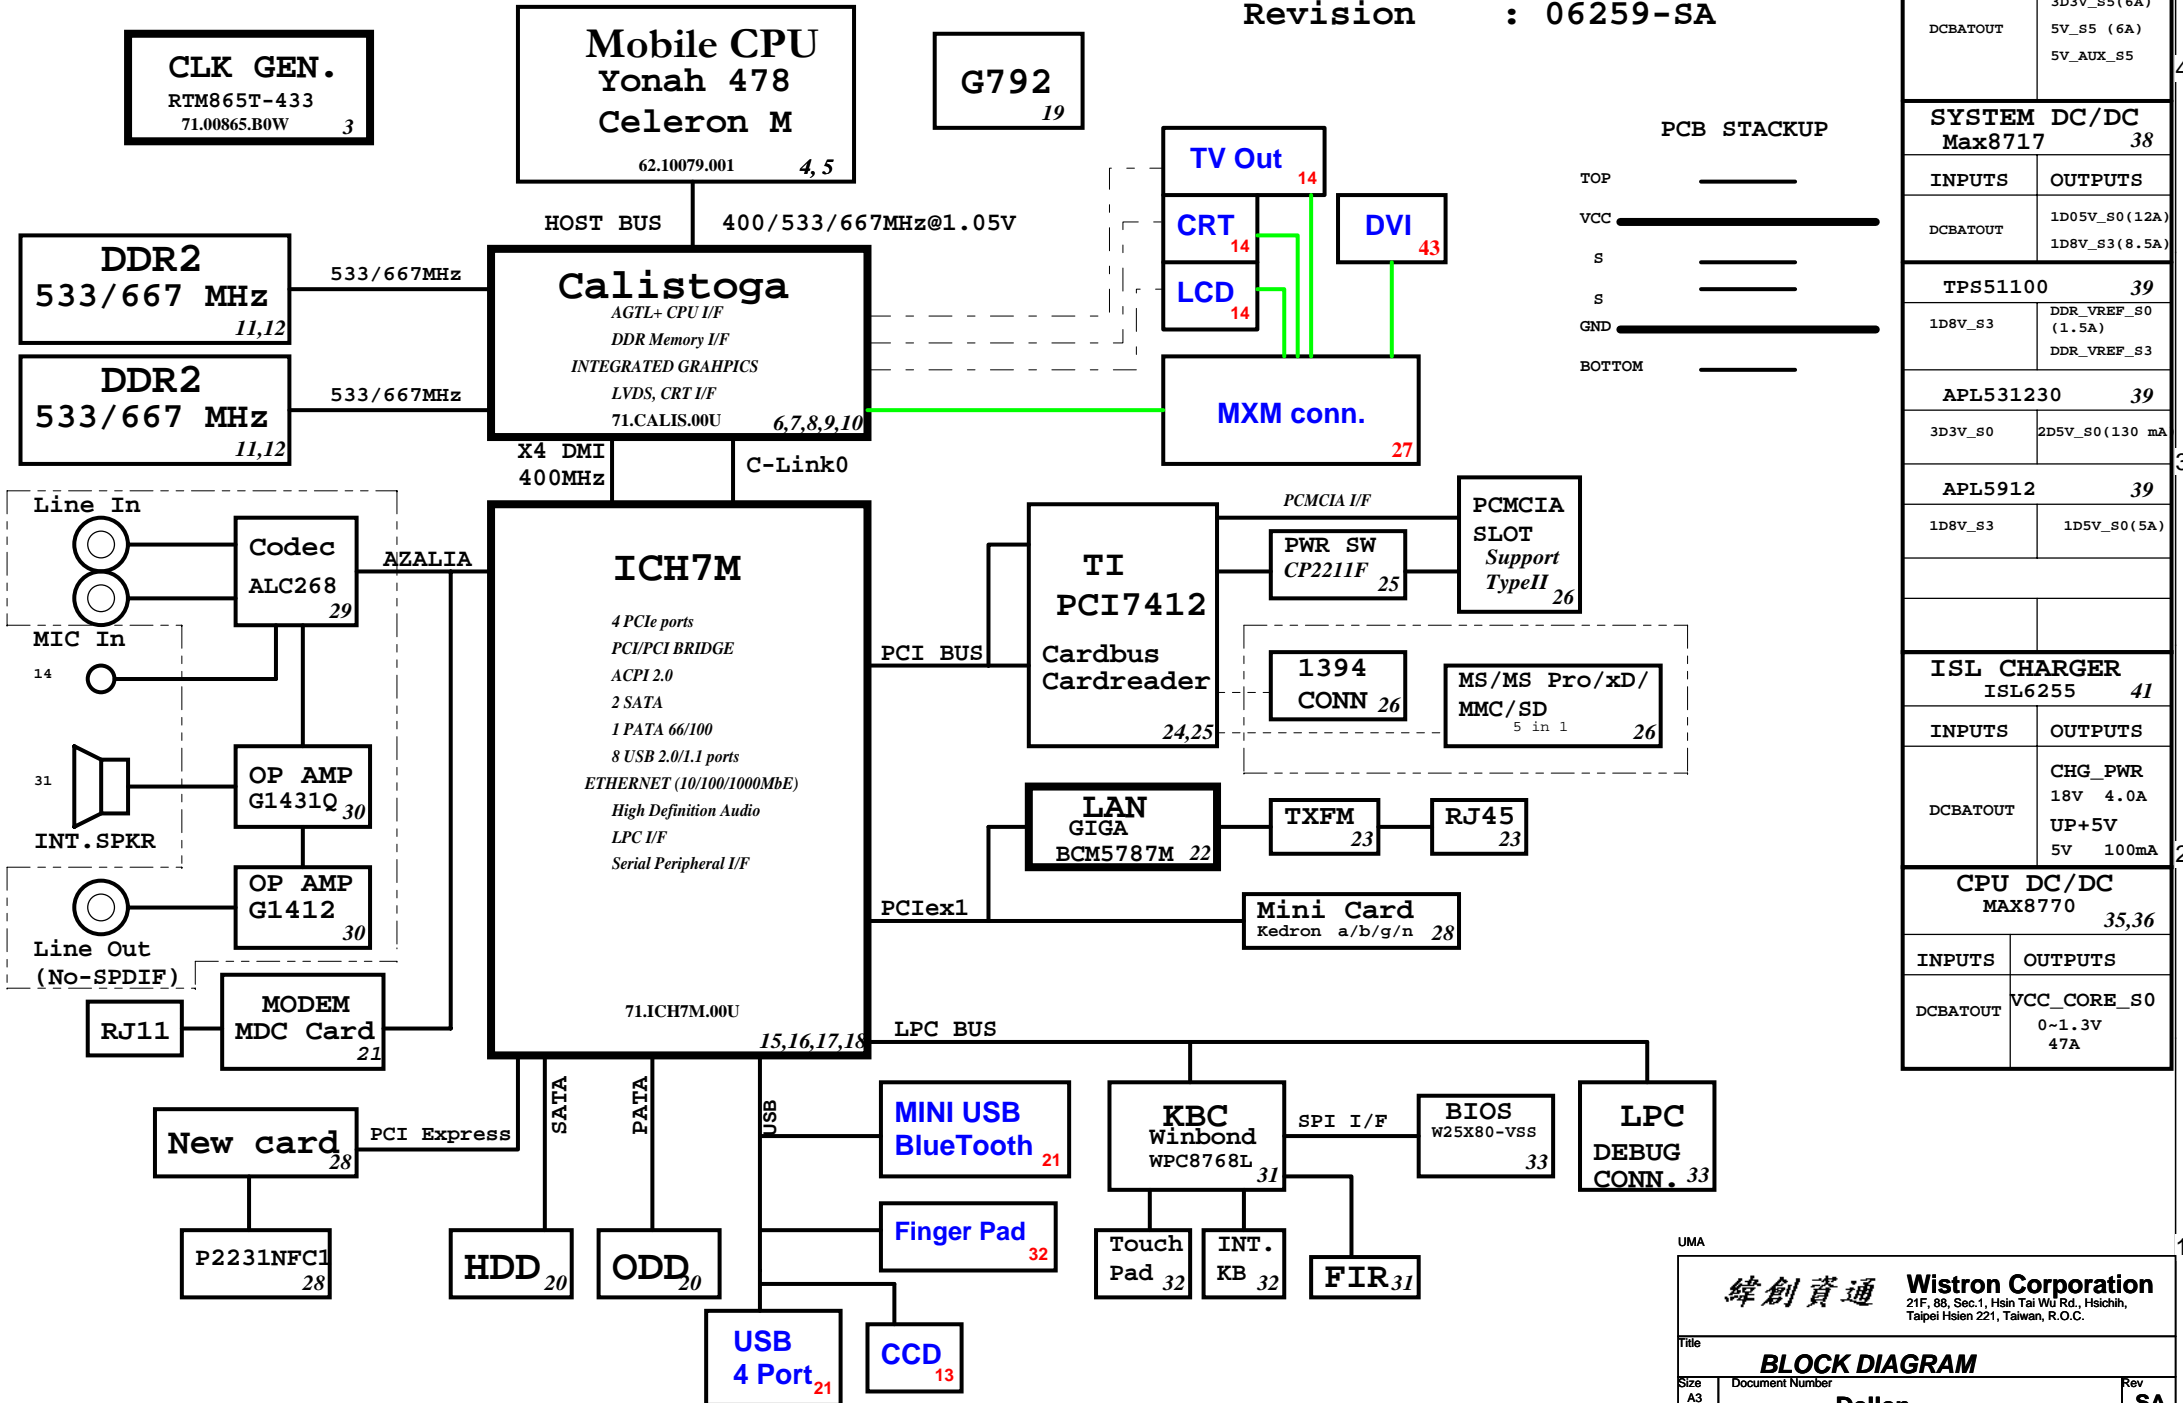 Revision : 06259-SA
CLK GEN.
RTM865T-433
71.00865.B0W 3
Mobile CPU
Yonah 478
Celeron M
62.10079.001 4, 5
G792
19
HOST BUS 400/533/667MHz@1.05V
DDR2
533/667 MHz
11,12
533/667MHz
DDR2
533/667 MHz
11,12
533/667MHz
Calistoga
AGTL+ CPU I/F
DDR Memory I/F
INTEGRATED GRAHPICS
LVDS, CRT I/F
71.CALIS.00U 6,7,8,9,10
TV Out
14
CRT
14
LCD
14
DVI
43
MXM conn.
27
PCB STACKUP
TOP
VCC
S
S
GND
BOTTOM
X4 DMI
400MHz
C-Link0
Line In
Codec
ALC268
29
AZALIA
MIC In
14
31
INT.SPKR
OP AMP
G1431Q 30
OP AMP
G1412
30
Line Out
(No-SPDIF)
RJ11
MODEM
MDC Card
21
ICH7M
4 PCIe ports
PCI/PCI BRIDGE
ACPI 2.0
2 SATA
1 PATA 66/100
8 USB 2.0/1.1 ports
ETHERNET (10/100/1000MbE)
High Definition Audio
LPC I/F
Serial Peripheral I/F
71.ICH7M.00U
15,16,17,18
PCI BUS
TI
PCI7412
Cardbus
Cardreader
24,25
PCMCIA I/F
PWR SW
CP2211F
25
PCMCIA
SLOT
Support
TypeII
26
1394
CONN 26
MS/MS Pro/xD/
MMC/SD
5 in 1
26
LAN
GIGA
BCM5787M 22
TXFM
23
RJ45
23
PCIex1
Mini Card
Kedron a/b/g/n 28
LPC BUS
New card
28
PCI Express
P2231NFC1
28
SATA
PATA
USB
HDD 20
ODD 20
MINI USB
BlueTooth 21
Finger Pad
32
USB
4 Port 21
CCD
13
KBC
Winbond
WPC8768L
31
SPI I/F
BIOS
W25X80-VSS
33
LPC
DEBUG
CONN. 33
Touch
Pad 32
INT.
KB 32
FIR 31
DCBATOUT
3D3V_S5(6A)
5V_S5 (6A)
5V_AUX_S5
SYSTEM DC/DC
Max8717 38
INPUTS OUTPUTS
DCBATOUT
1D05V_S0(12A)
1D8V_S3(8.5A)
TPS51100 39
1D8V_S3
DDR_VREF_S0
(1.5A)
DDR_VREF_S3
APL531230 39
3D3V_S0 2D5V_S0(130 mA
APL5912 39
1D8V_S3 1D5V_S0(5A)
ISL CHARGER
ISL6255 41
INPUTS OUTPUTS
DCBATOUT
CHG_PWR
18V 4.0A
UP+5V
5V 100mA
CPU DC/DC
MAX8770
35,36
INPUTS OUTPUTS
DCBATOUT
VCC_CORE_S0
0~1.3V
47A
4
3
2
1
UMA
緯創資通 Wistron Corporation
21F, 88, Sec.1, Hsin Tai Wu Rd., Hsichih,
Taipei Hsien 221, Taiwan, R.O.C.
Title
BLOCK DIAGRAM
Size Document Number Rev
A3 SA